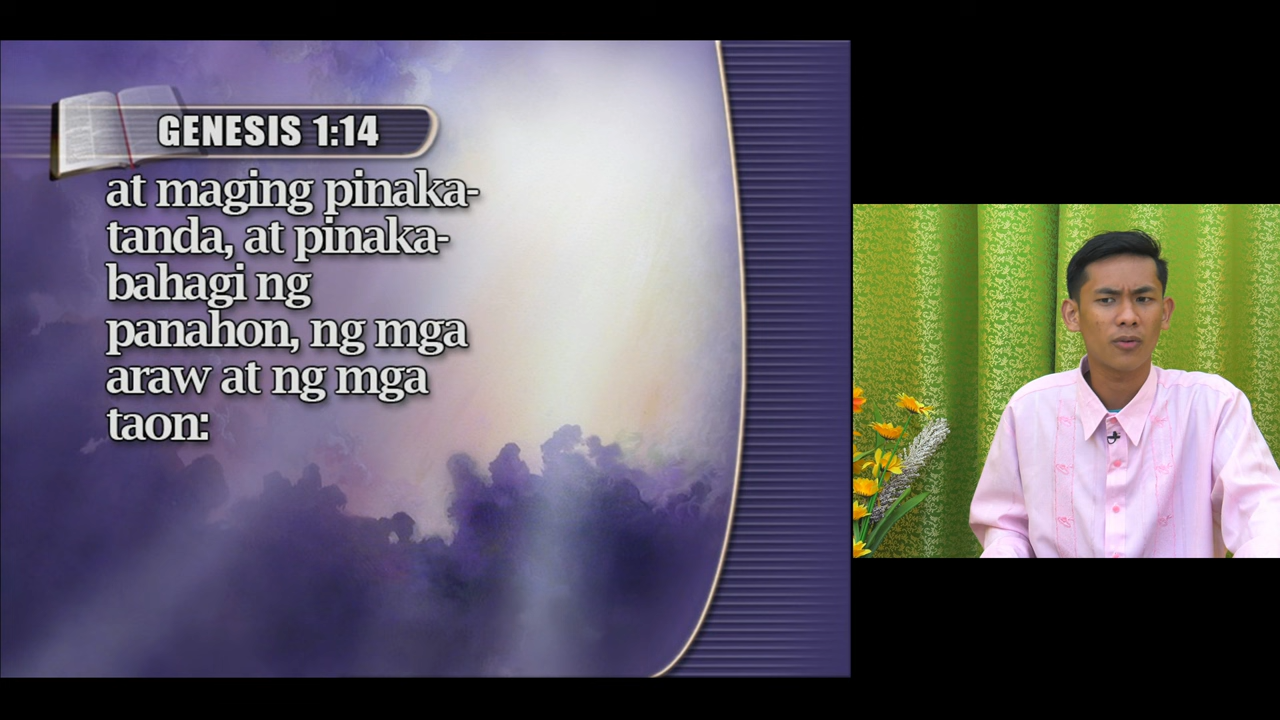 GENESIS 1:14
at maging pinaka-
tanda, at pinaka-
bahagi ng
panahon, ng mga
araw at ng mga
taon: